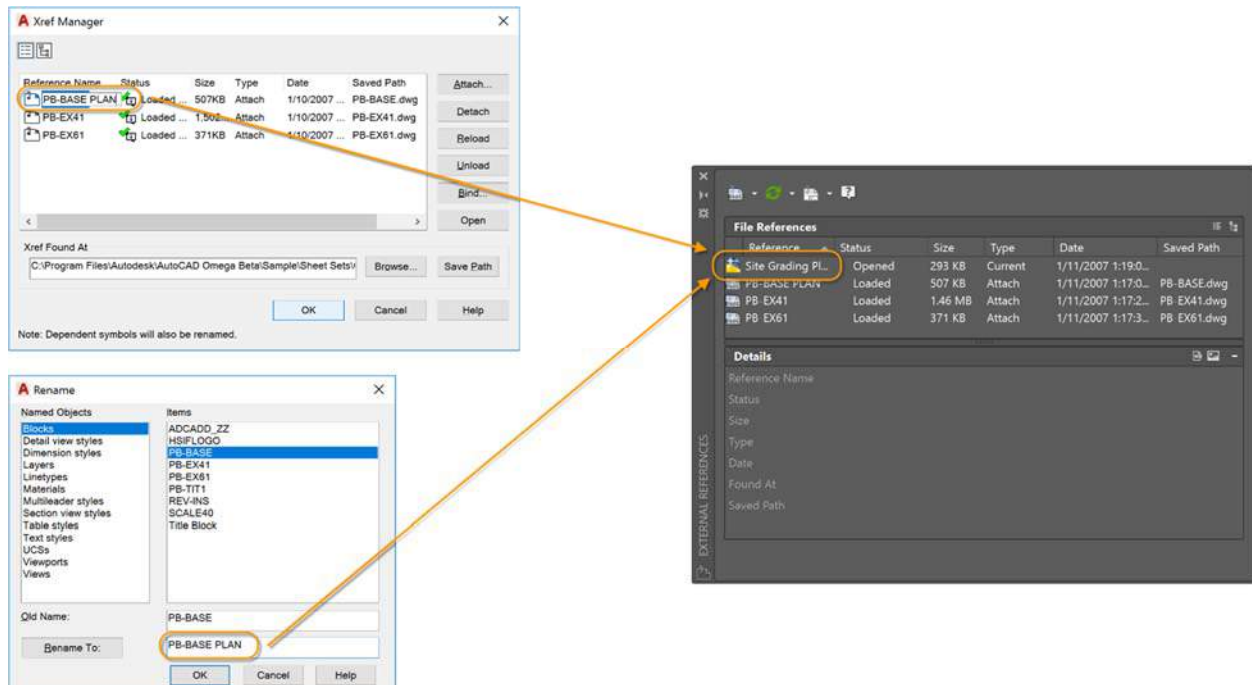 Xref Manager
Reference Name Status Size Type Date Saved Path
PB-BASE PLAN Loaded ... 507KB Attach 1/10/2007 ... PB-BASE.dwg
PB-EX41 Loaded ... 1,502... Attach 1/10/2007 ... PB-EX41.dwg
PB-EX61 Loaded ... 371KB Attach 1/10/2007 ... PB-EX61.dwg
Attach...
Detach
Reload
Unload
Bind...
Open
Xref Found At
C:\Program Files\Autodesk\AutoCAD Omega Beta\Sample\Sheet Sets\ Browse... Save Path
OK Cancel Help
Note: Dependent symbols will also be renamed.
Rename
Named Objects
Blocks
Detail view styles
Dimension styles
Layers
Linetypes
Materials
Multileader styles
Section view styles
Table styles
Text styles
UCSs
Viewports
Views
Items
ADCADD_ZZ
HSIFLOGO
PB-BASE
PB-EX41
PB-EX61
PB-TIT1
REV-INS
SCALE40
Title Block
Old Name: PB-BASE
Rename To: PB-BASE PLAN
OK Cancel Help
EXTERNAL REFERENCES
File References
Reference Status Size Type Date Saved Path
Site Grading Pl... Opened 293 KB Current 1/11/2007 1:19:0...
PB-BASE PLAN Loaded 507 KB Attach 1/11/2007 1:17:0... PB-BASE.dwg
PB EX41 Loaded 1.46 MB Attach 1/11/2007 1:17:2... PB EX41.dwg
PB EX61 Loaded 371 KB Attach 1/11/2007 1:17:3... PB EX61.dwg
Details
Reference Name
Status
Size
Type
Date
Found At
Saved Path